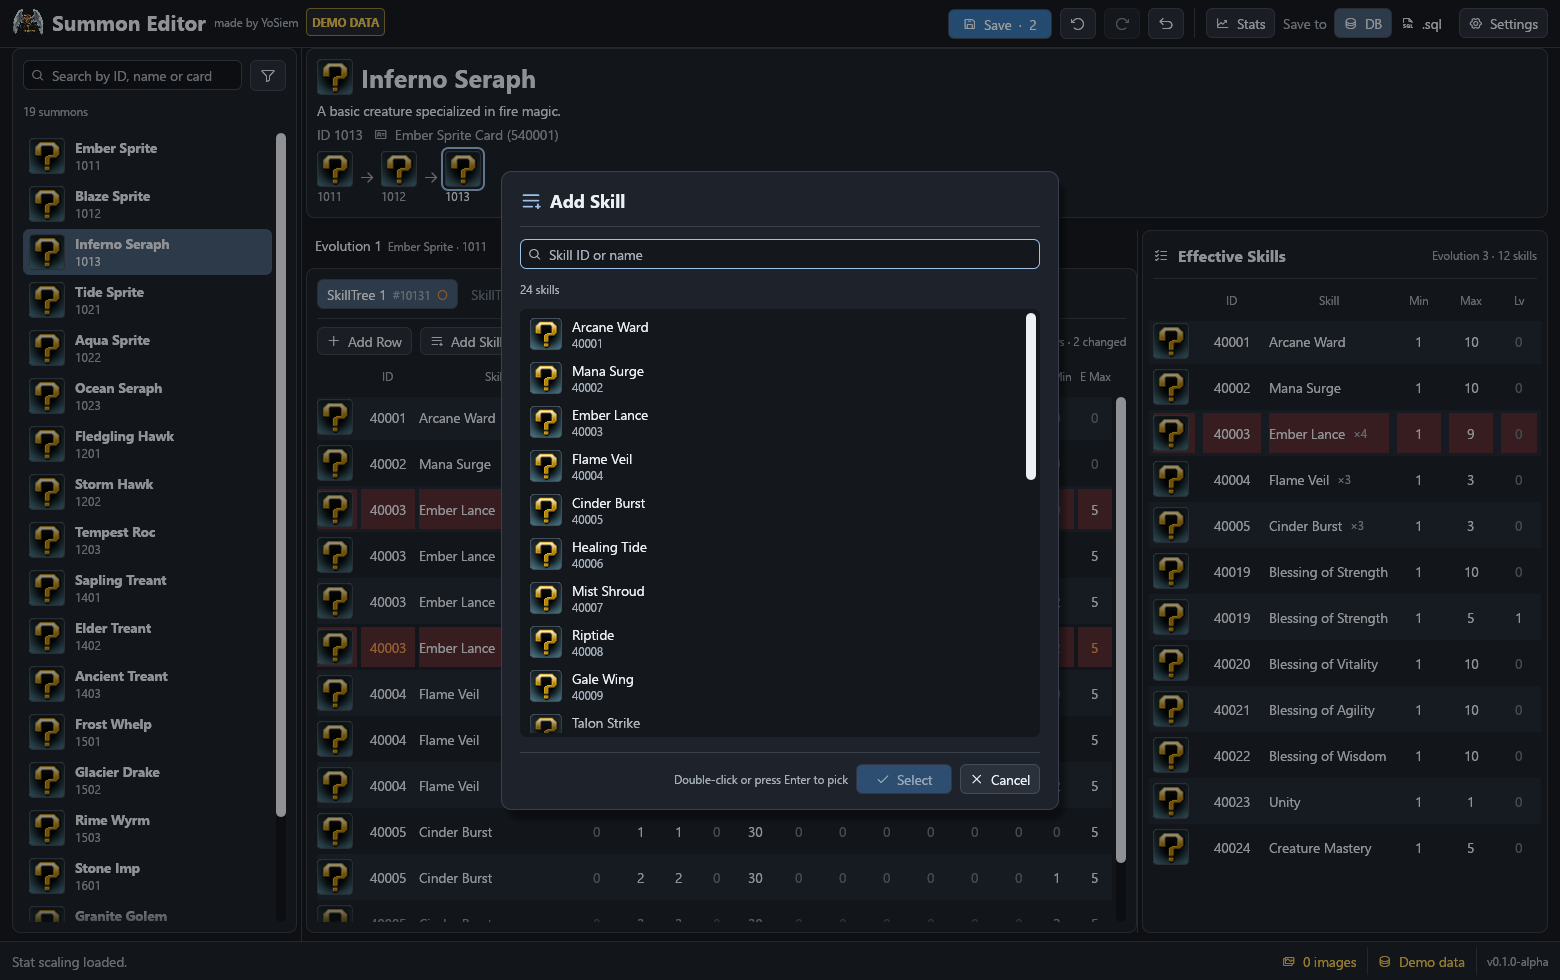 Summon Editor made by YoSiem DEMO DATA
Save · 2
Stats Save to DB .sql Settings
Search by ID, name or card
19 summons
Ember Sprite
1011
Blaze Sprite
1012
Inferno Seraph
1013
Tide Sprite
1021
Aqua Sprite
1022
Ocean Seraph
1023
Fledgling Hawk
1201
Storm Hawk
1202
Tempest Roc
1203
Sapling Treant
1401
Elder Treant
1402
Ancient Treant
1403
Frost Whelp
1501
Glacier Drake
1502
Rime Wyrm
1503
Stone Imp
1601
Granite Golem
Inferno Seraph
A basic creature specialized in fire magic.
ID 1013 Ember Sprite Card (540001)
1011 1012 1013
Evolution 1 Ember Sprite · 1011
SkillTree 1 #10131
Add Row Add Skill · 2 changed
ID E Max
40001 Arcane Ward 0
40002 Mana Surge 0
40003 Ember Lance 5
40003 Ember Lance 5
40003 Ember Lance 5
40003 Ember Lance 5
40004 Flame Veil 5
40004 Flame Veil 5
40004 Flame Veil 5
40005 Cinder Burst 0 1 1 0 30 0 0 0 0 0 0 0 5
40005 Cinder Burst 0 2 2 0 30 0 0 0 0 0 0 1 5
Add Skill
Skill ID or name
24 skills
Arcane Ward
40001
Mana Surge
40002
Ember Lance
40003
Flame Veil
40004
Cinder Burst
40005
Healing Tide
40006
Mist Shroud
40007
Riptide
40008
Gale Wing
40009
Talon Strike
Double-click or press Enter to pick Select Cancel
Effective Skills Evolution 3 · 12 skills
ID Skill Min Max Lv
40001 Arcane Ward 1 10 0
40002 Mana Surge 1 10 0
40003 Ember Lance ×4 1 9 0
40004 Flame Veil ×3 1 3 0
40005 Cinder Burst ×3 1 3 0
40019 Blessing of Strength 1 10 0
40019 Blessing of Strength 1 5 1
40020 Blessing of Vitality 1 10 0
40021 Blessing of Agility 1 10 0
40022 Blessing of Wisdom 1 10 0
40023 Unity 1 1 0
40024 Creature Mastery 1 5 0
Stat scaling loaded.
0 images Demo data v0.1.0-alpha